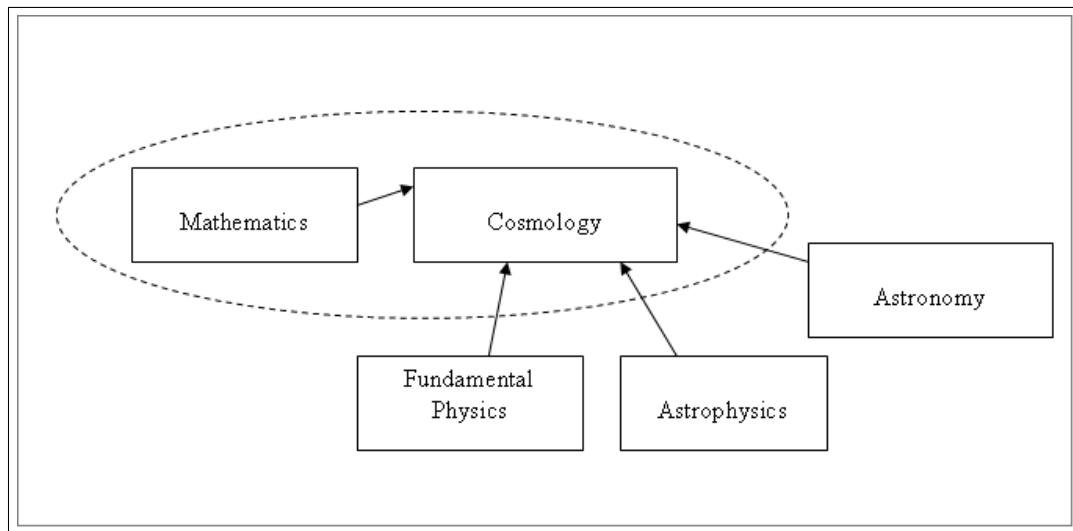 Mathematics
Cosmology
Astronomy
Fundamental
Physics
Astrophysics